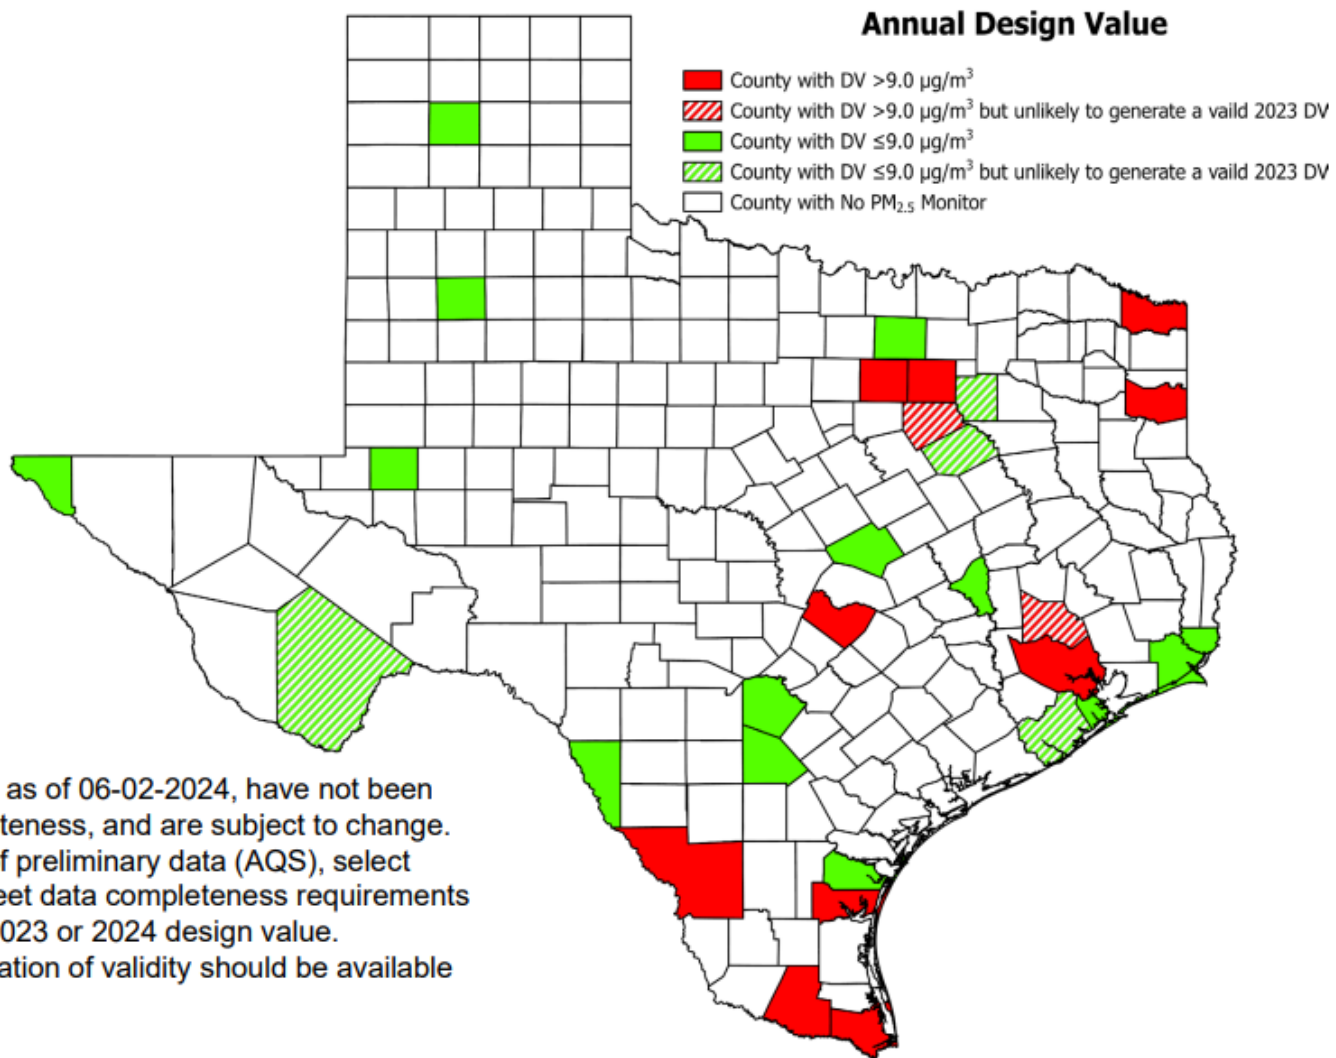 Annual Design Value
County with DV >9.0 µg/m³
County with DV >9.0 µg/m³ but unlikely to generate a vaild 2023 DV
County with DV ≤9.0 µg/m³
County with DV ≤9.0 µg/m³ but unlikely to generate a vaild 2023 DV
County with No PM₂.₅ Monitor
as of 06-02-2024, have not been
teness, and are subject to change.
f preliminary data (AQS), select
eet data completeness requirements
023 or 2024 design value.
ation of validity should be available